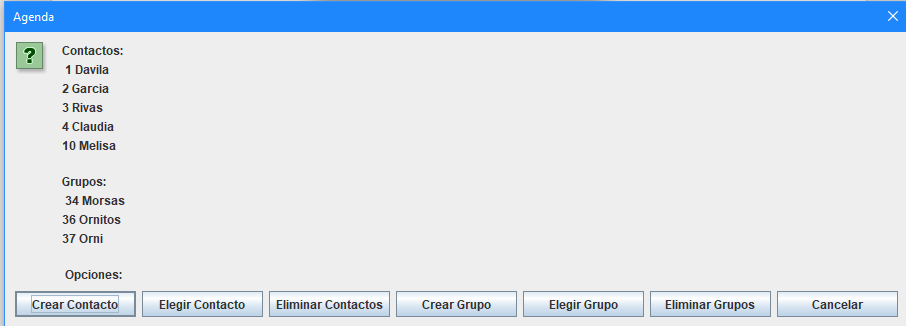 Agenda
?
Contactos:
1 Davila
2 Garcia
3 Rivas
4 Claudia
10 Melisa
Grupos:
34 Morsas
36 Ornitos
37 Orni
Opciones:
Crear Contacto Elegir Contacto Eliminar Contactos Crear Grupo Elegir Grupo Eliminar Grupos Cancelar